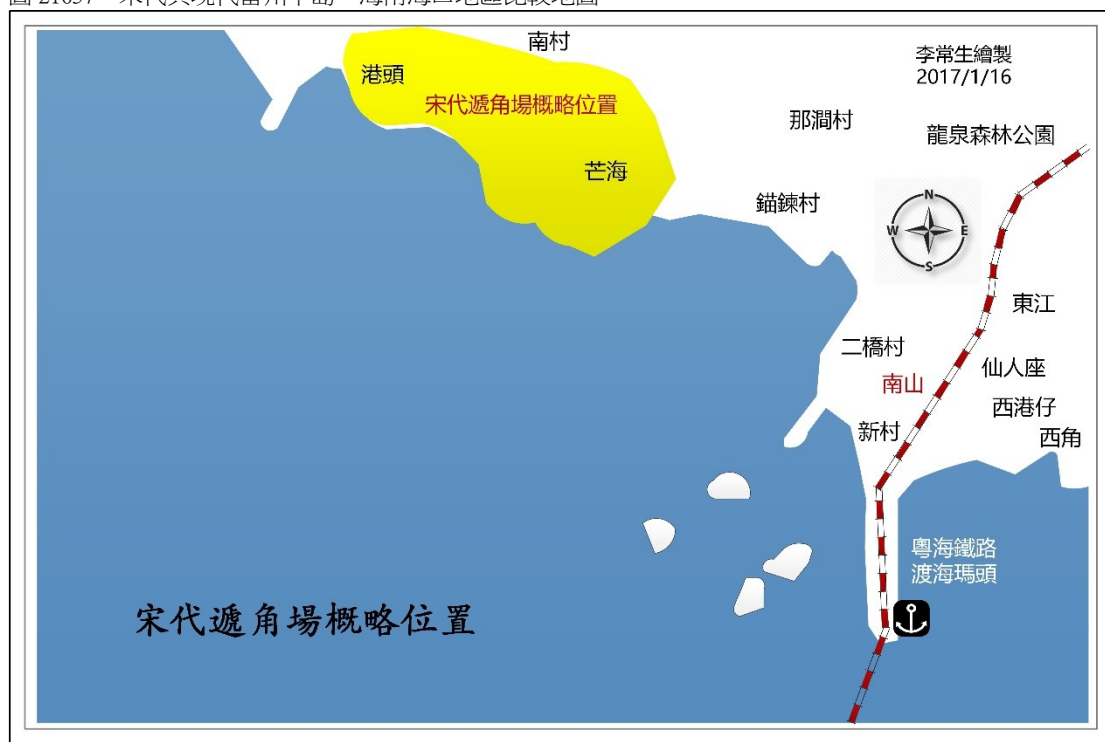 南村
李常生繪製
2017/1/16
港頭
宋代遞角場概略位置
那澗村
龍泉森林公園
芒海
錨鍊村
N
W
E
S
東江
二橋村
仙人座
南山
西港仔
新村
西角
粵海鐵路
渡海瑪頭
宋代遞角場概略位置